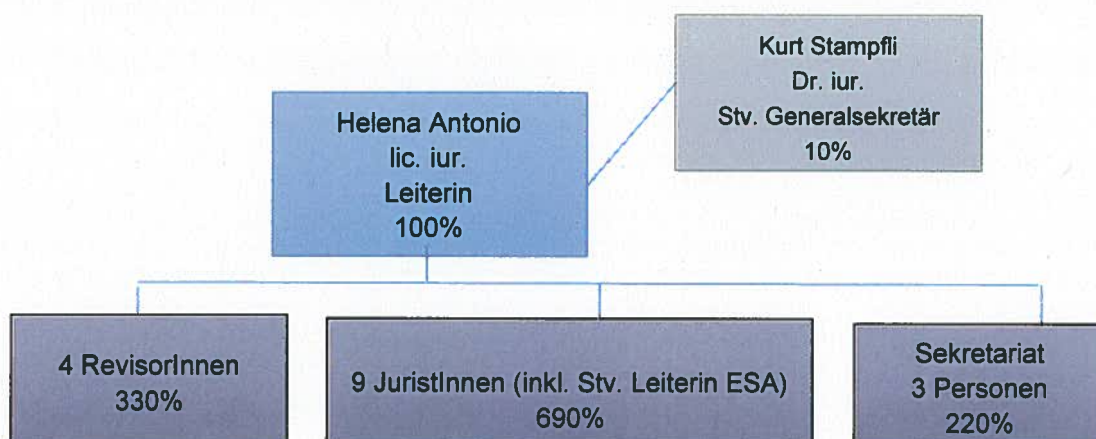 Kurt Stampfli
Dr. iur.
Stv. Generalsekretär
10%
Helena Antonio
lic. iur.
Leiterin
100%
4 RevisorInnen
330%
9 JuristInnen (inkl. Stv. Leiterin ESA)
690%
Sekretariat
3 Personen
220%